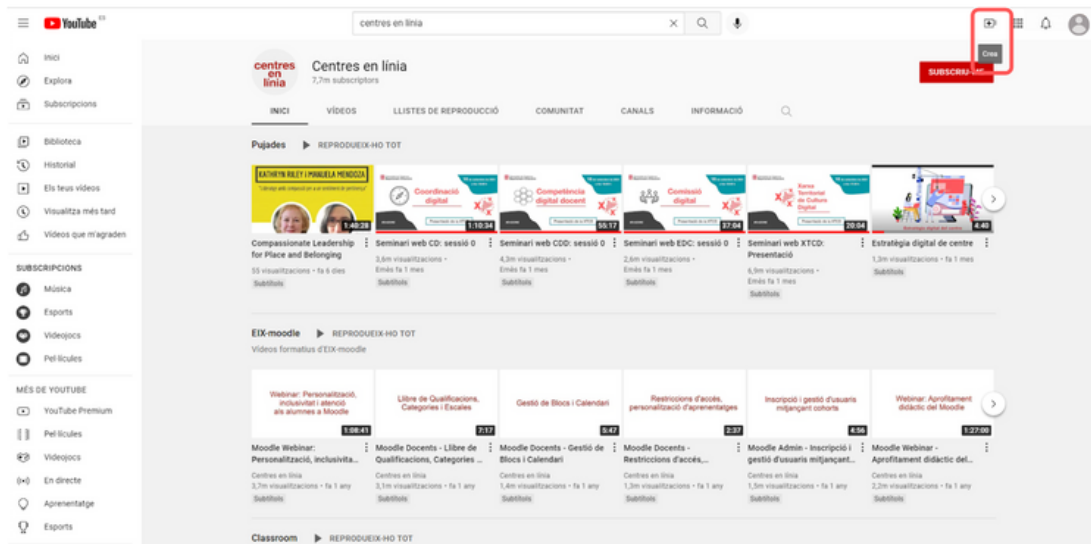 YouTube ES
centres en línia
Crea
Inici
Explora
Subscripcions
Biblioteca
Historial
Els teus vídeos
Visualitza més tard
Vídeos que m'agraden
SUBSCRIPCIONS
Música
Esports
Videojocs
Pel·lícules
MÉS DE YOUTUBE
YouTube Premium
Pel·lícules
Videojocs
En directe
Aprenentatge
Esports
centres
en
línia
Centres en línia
7,7m subscriptors
INICI VÍDEOS LLISTES DE REPRODUCCIÓ COMUNITAT CANALS INFORMACIÓ
Pujades REPRODUEIX-HO TOT
KATHRYN RILEY I MANUELA MENDOZA
1:40:28
Compassionate Leadership
for Place and Belonging
55 visualitzacions • fa 6 dies
Subtítols
Coordinació
digital
1:10:34
Seminari web CD: sessió 0
3,6m visualitzacions •
Emès fa 1 mes
Subtítols
Competència
digital docent
55:17
Seminari web CDD: sessió 0
4,3m visualitzacions •
Emès fa 1 mes
Subtítols
Comissió
digital
37:04
Seminari web EDC: sessió 0
2,6m visualitzacions •
Emès fa 1 mes
Subtítols
Xarxa
Territorial
de Cultura
Digital
20:04
Seminari web XTCD:
Presentació
6,9m visualitzacions •
Emès fa 1 mes
Subtítols
4:40
Estratègia digital de centre
1,3m visualitzacions • fa 1 mes
Subtítols
EIX-moodle REPRODUEIX-HO TOT
Vídeos formatius d'EIX-moodle
Webinar: Personalització,
inclusivitat i atenció
als alumnes a Moodle
1:08:41
Moodle Webinar:
Personalització, inclusivita...
Centres en línia
3,7m visualitzacions • fa 1 any
Subtítols
Llibre de Qualificacions,
Categories i Escales
7:17
Moodle Docents - Llibre de
Qualificacions, Categories ...
Centres en línia
3,1m visualitzacions • fa 1 any
Subtítols
Gestió de Blocs i Calendari
5:47
Moodle Docents - Gestió de
Blocs i Calendari
Centres en línia
1,4m visualitzacions • fa 1 any
Subtítols
Restriccions d'accés,
personalització d'aprenentatges
2:37
Moodle Docents -
Restriccions d'accés,...
Centres en línia
1,3m visualitzacions • fa 1 any
Subtítols
Inscripció i gestió d'usuaris
mitjançant cohorts
4:56
Moodle Admin - Inscripció i
gestió d'usuaris mitjançant...
Centres en línia
1,5m visualitzacions • fa 1 any
Subtítols
Webinar: Aprofitament
didàctic del Moodle
1:27:00
Moodle Webinar -
Aprofitament didàctic del...
Centres en línia
2,2m visualitzacions • fa 1 any
Subtítols
Classroom REPRODUEIX-HO TOT